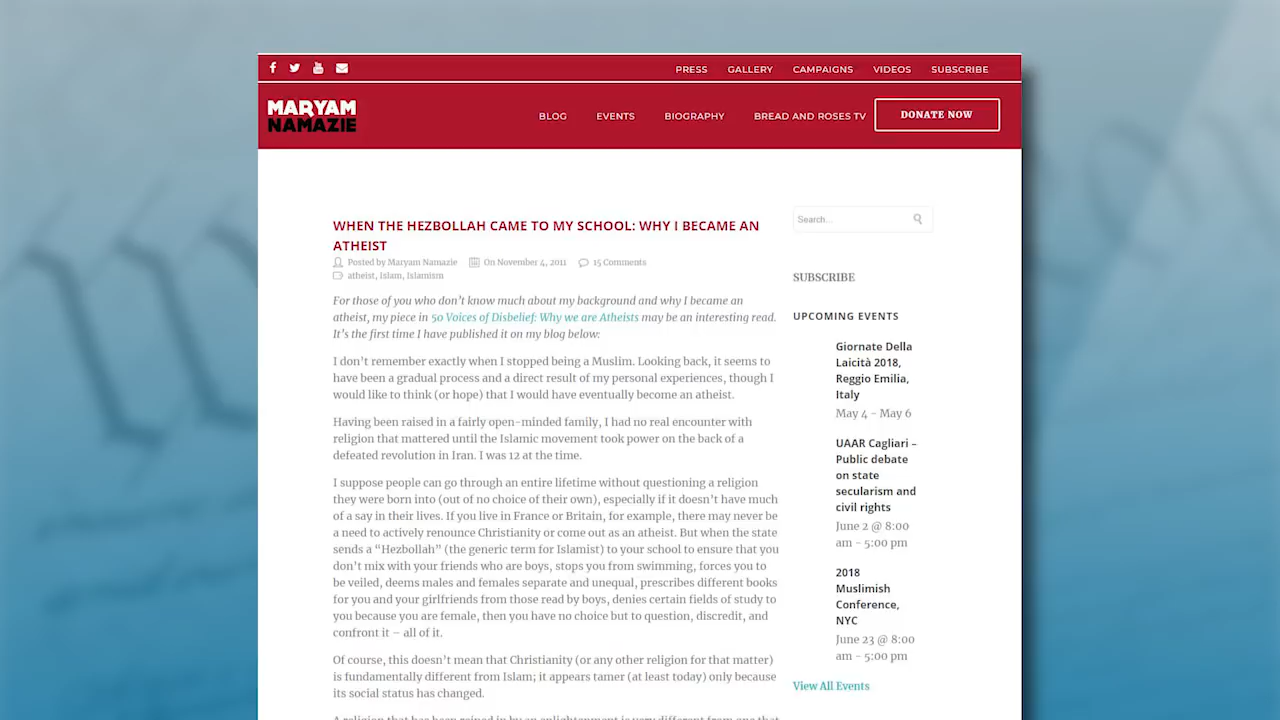 PRESS GALLERY CAMPAIGNS VIDEOS SUBSCRIBE
MARYAM
NAMAZIE
BLOG EVENTS BIOGRAPHY BREAD AND ROSES TV DONATE NOW
WHEN THE HEZBOLLAH CAME TO MY SCHOOL: WHY I BECAME AN
ATHEIST
Posted by Maryam Namazie On November 4, 2011 15 Comments
atheist, Islam, Islamism
For those of you who don't know much about my background and why I became an
atheist, my piece in 50 Voices of Disbelief: Why we are Atheists may be an interesting read.
It's the first time I have published it on my blog below:
I don't remember exactly when I stopped being a Muslim. Looking back, it seems to
have been a gradual process and a direct result of my personal experiences, though I
would like to think (or hope) that I would have eventually become an atheist.
Having been raised in a fairly open-minded family, I had no real encounter with
religion that mattered until the Islamic movement took power on the back of a
defeated revolution in Iran. I was 12 at the time.
I suppose people can go through an entire lifetime without questioning a religion
they were born into (out of no choice of their own), especially if it doesn't have much
of a say in their lives. If you live in France or Britain, for example, there may never be
a need to actively renounce Christianity or come out as an atheist. But when the state
sends a “Hezbollah” (the generic term for Islamist) to your school to ensure that you
don't mix with your friends who are boys, stops you from swimming, forces you to
be veiled, deems males and females separate and unequal, prescribes different books
for you and your girlfriends from those read by boys, denies certain fields of study to
you because you are female, then you have no choice but to question, discredit, and
confront it – all of it.
Of course, this doesn't mean that Christianity (or any other religion for that matter)
is fundamentally different from Islam; it appears tamer (at least today) only because
its social status has changed.
A religion that has been reined in by an enlightenment is very different from one that
Search...
SUBSCRIBE
UPCOMING EVENTS
Giornate Della
Laicità 2018,
Reggio Emilia,
Italy
May 4 - May 6
UAAR Cagliari –
Public debate
on state
secularism and
civil rights
June 2 @ 8:00
am - 5:00 pm
2018
Muslimish
Conference,
NYC
June 23 @ 8:00
am - 5:00 pm
View All Events